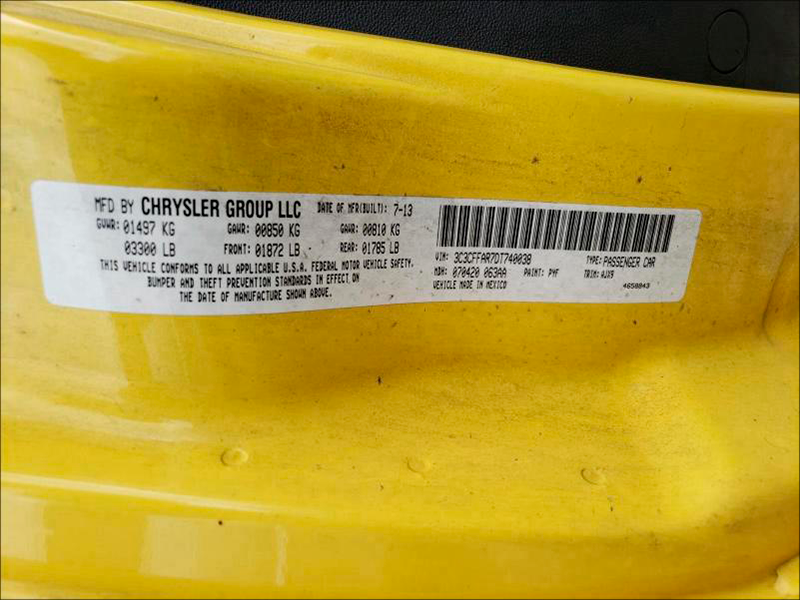 MFD BY CHRYSLER GROUP LLC DATE OF MFR(BUILT): 7-13
GVWR: 01497 KG GAWR: 00850 KG GAWR: 00810 KG
03300 LB FRONT: 01872 LB REAR: 01785 LB
THIS VEHICLE CONFORMS TO ALL APPLICABLE U.S.A. FEDERAL MOTOR VEHICLE SAFETY,
BUMPER AND THEFT PREVENTION STANDARDS IN EFFECT ON
THE DATE OF MANUFACTURE SHOWN ABOVE.
VIN: 3C3CFFAR7DT740038 TYPE: PASSENGER CAR
MDH: 070420 063AA PAINT: PYF TRIM: AJX9
VEHICLE MADE IN MEXICO 4658843